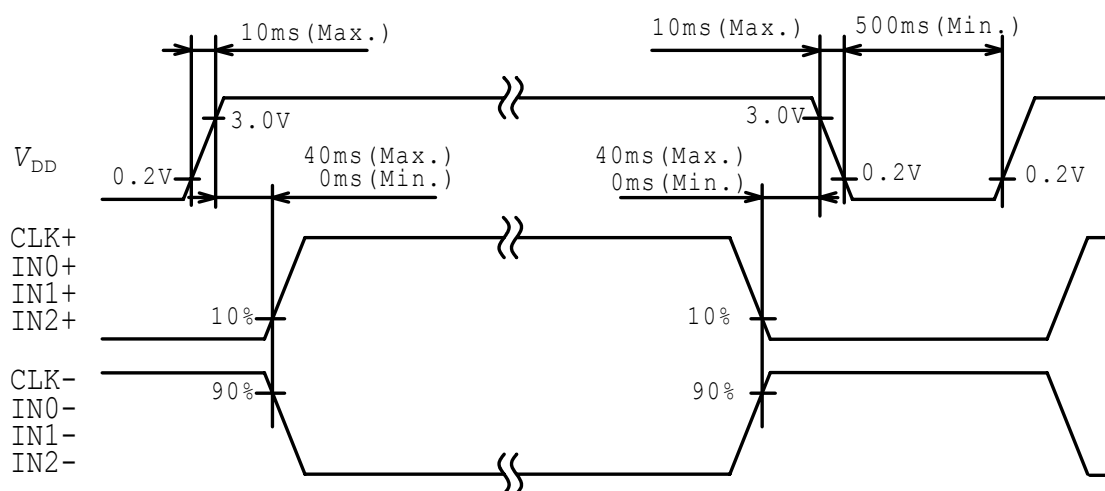 10ms(Max.)
10ms(Max.)
500ms(Min.)
3.0V
3.0V
VDD
40ms(Max.)
0ms(Min.)
40ms(Max.)
0ms(Min.)
0.2V
0.2V
0.2V
CLK+
IN0+
IN1+
IN2+
10%
10%
CLK-
IN0-
IN1-
IN2-
90%
90%